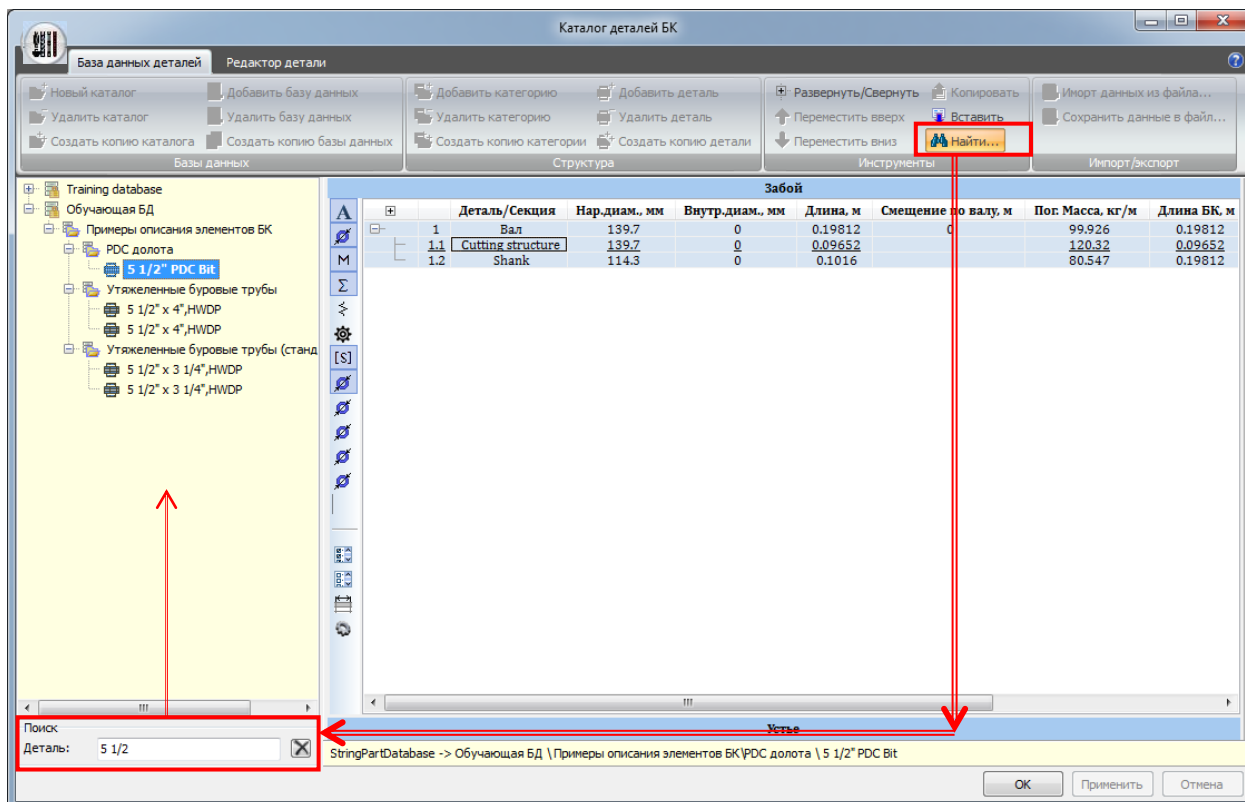 Каталог деталей БК
База данных деталей Редактор детали
Новый каталог Добавить базу данных Добавить категорию Добавить деталь Развернуть/Свернуть Копировать Инорт данных из файла...
Удалить каталог Удалить базу данных Удалить категорию Удалить деталь Переместить вверх Вставить Сохранить данные в файл...
Создать копию каталога Создать копию базы данных Создать копию категории Создать копию детали Переместить вниз Найти...
Базы данных Структура Инструменты Импорт/экспорт
Training database
Обучающая БД
Примеры описания элементов БК
PDC долота
5 1/2" PDC Bit
Утяжеленные буровые трубы
5 1/2" x 4",HWDP
5 1/2" x 4",HWDP
Утяжеленные буровые трубы (станд
5 1/2" x 3 1/4",HWDP
5 1/2" x 3 1/4",HWDP
Забой
Деталь/Секция Нар.диам., мм Внутр.диам., мм Длина, м Смещение по валу, м Пог. Масса, кг/м Длина БК, м
1 Вал 139.7 0 0.19812 0 99.926 0.19812
1.1 Cutting structure 139.7 0 0.09652 120.32 0.09652
1.2 Shank 114.3 0 0.1016 80.547 0.19812
A
M
Σ
[S]
Устье
Поиск
Деталь: 5 1/2
StringPartDatabase -> Обучающая БД \Примеры описания элементов БК\PDC долота \ 5 1/2" PDC Bit
OK Применить Отмена